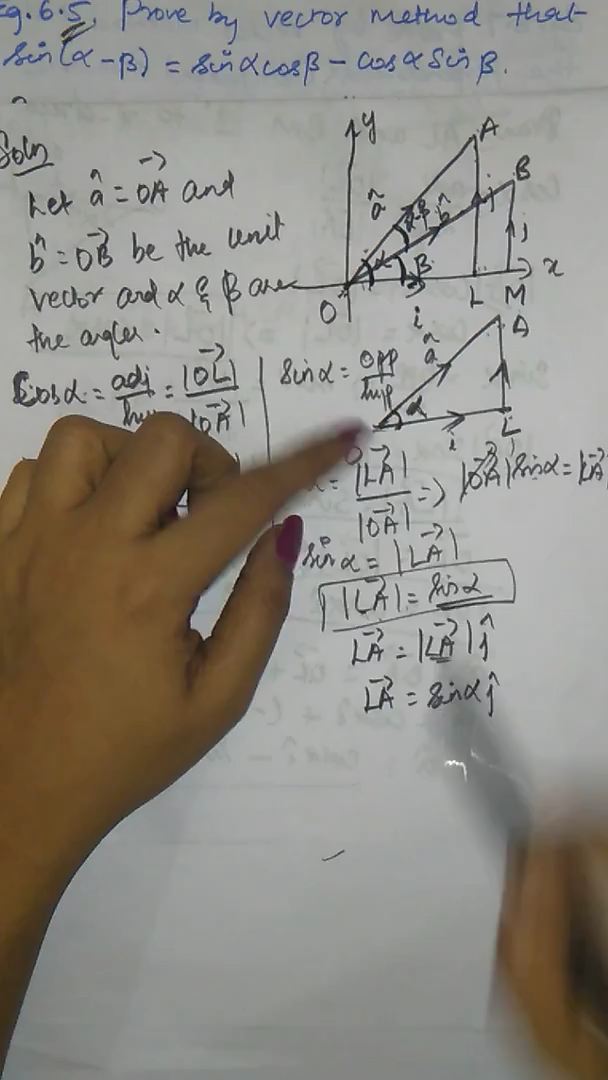 Eg. 6.5, Prove by vector method that
Sin(α-β) = Sinα cosβ - cosα Sinβ.
Soln
Let â = →OA and
b̂ = →OB be the unit
vector and α & β are
the angles.
y
A
B
â
b̂
j
α
β
j
x
O
i
L M
Cosα = adj/hyp = |→OL|/|→OA|
Sinα = opp/hyp
â
A
α
i
L
= |→LA|/|→OA| => |→OA| sinα = |→LA|
Sinα = |→LA|
|→LA| = Sinα
→LA = |→LA| ĵ
→LA = Sinα ĵ